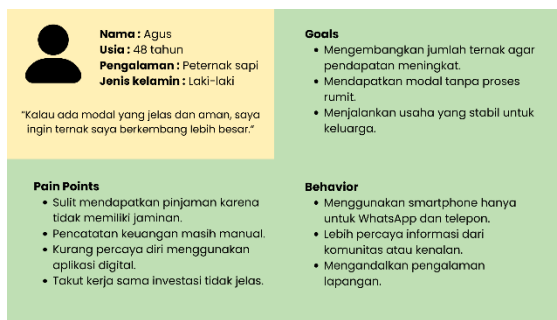 Nama : Agus
Usia : 48 tahun
Pengalaman : Peternak sapi
Jenis kelamin : Laki-laki
“Kalau ada modal yang jelas dan aman, saya
ingin ternak saya berkembang lebih besar.”
Goals
• Mengembangkan jumlah ternak agar
pendapatan meningkat.
• Mendapatkan modal tanpa proses
rumit.
• Menjalankan usaha yang stabil untuk
keluarga.
Pain Points
• Sulit mendapatkan pinjaman karena
tidak memiliki jaminan.
• Pencatatan keuangan masih manual.
• Kurang percaya diri menggunakan
aplikasi digital.
• Takut kerja sama investasi tidak jelas.
Behavior
• Menggunakan smartphone hanya
untuk WhatsApp dan telepon.
• Lebih percaya informasi dari
komunitas atau kenalan.
• Mengandalkan pengalaman
lapangan.